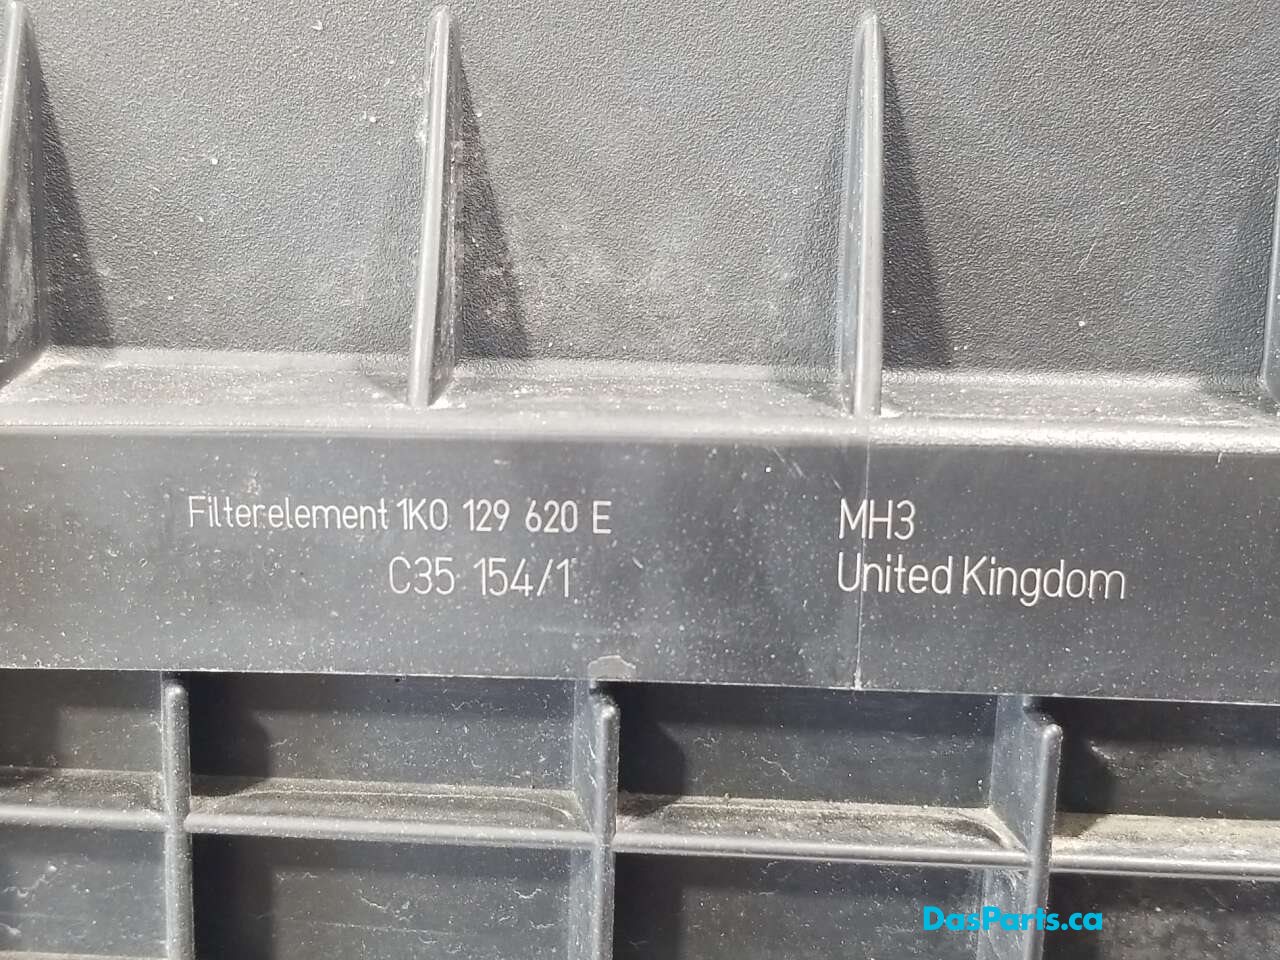 Filterelement 1K0 129 620 E
C35 154/1
MH3
United Kingdom
DasParts.ca